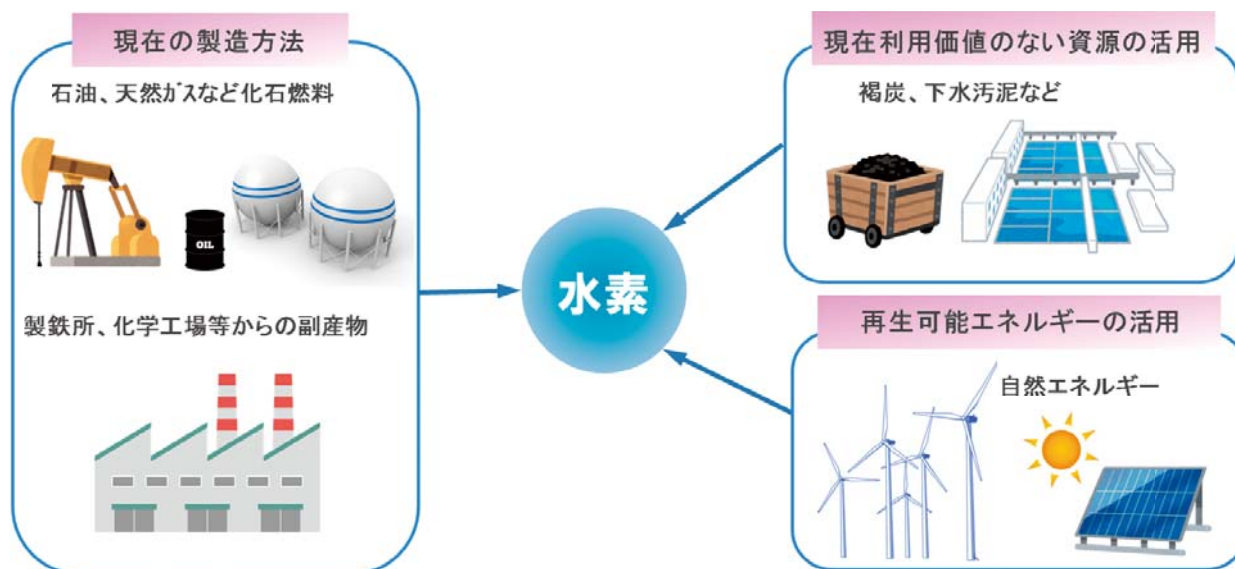 現在の製造方法
石油、天然ガスなど化石燃料
OIL
製鉄所、化学工場等からの副産物
水素
現在利用価値のない資源の活用
褐炭、下水汚泥など
再生可能エネルギーの活用
自然エネルギー